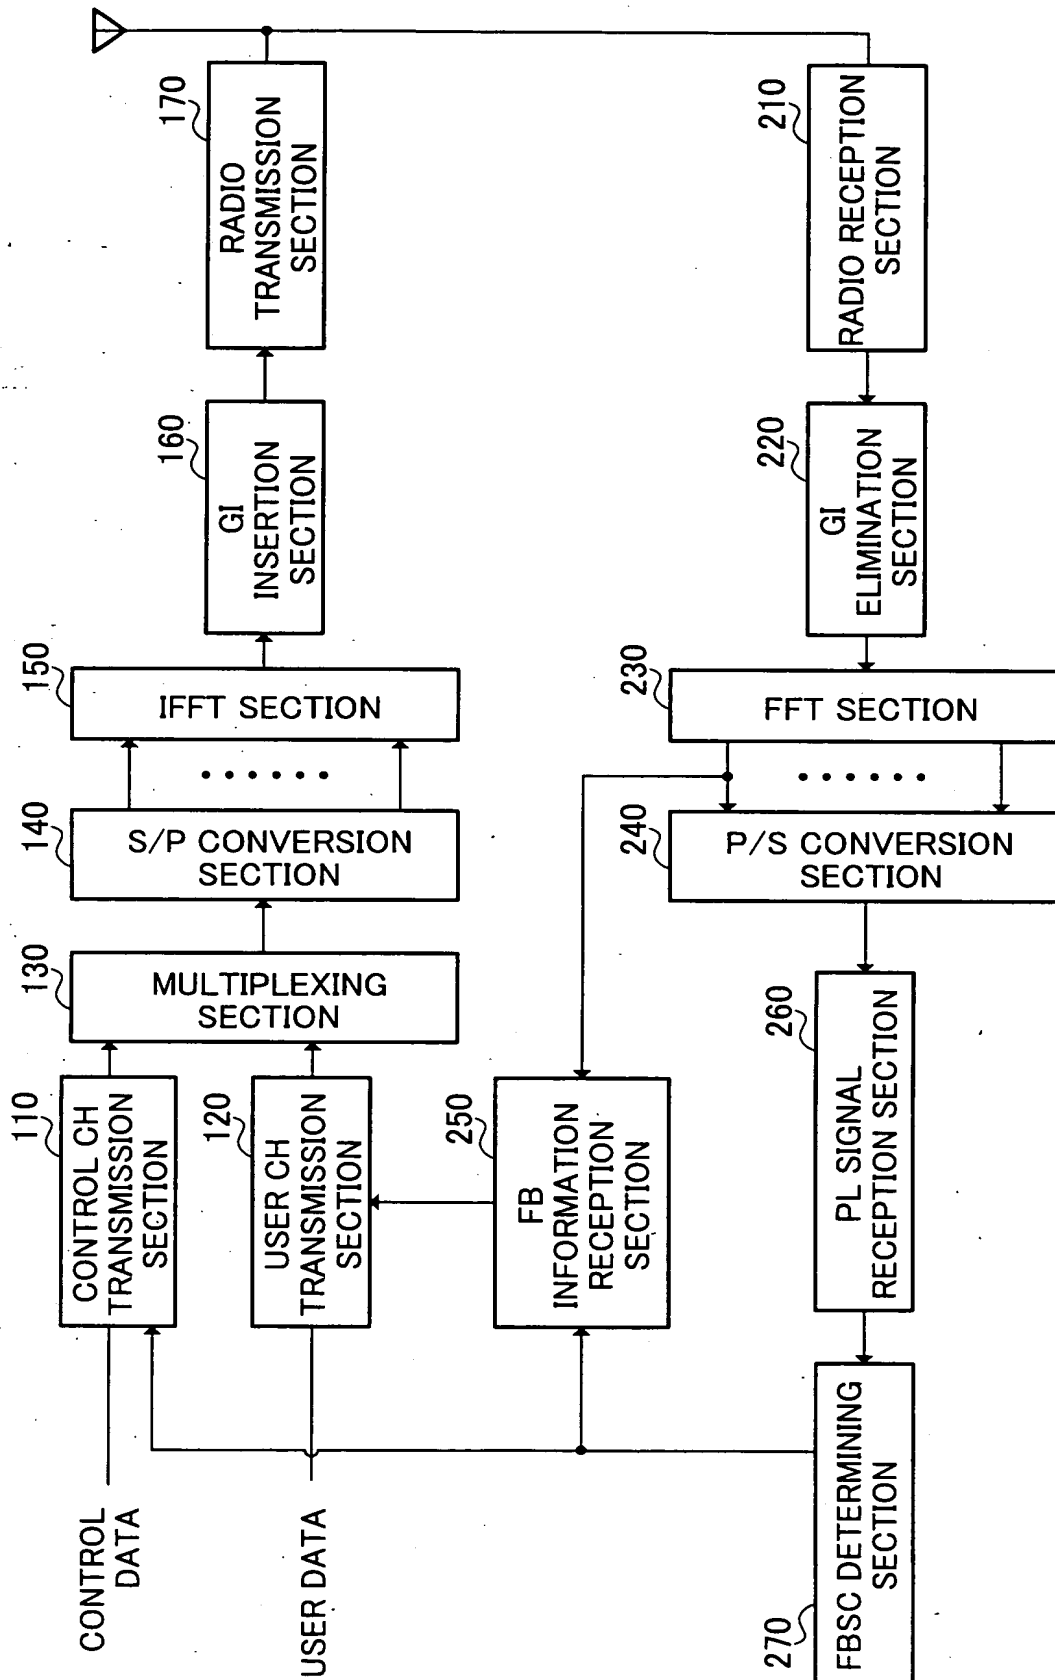 CONTROL
DATA
USER DATA
110
CONTROL CH
TRANSMISSION
SECTION
120
USER CH
TRANSMISSION
SECTION
130
MULTIPLEXING
SECTION
140
S/P CONVERSION
SECTION
150
IFFT SECTION
160
GI
INSERTION
SECTION
170
RADIO
TRANSMISSION
SECTION
210
RADIO RECEPTION
SECTION
220
GI
ELIMINATION
SECTION
230
FFT SECTION
240
P/S CONVERSION
SECTION
250
FB
INFORMATION
RECEPTION
SECTION
260
PL SIGNAL
RECEPTION SECTION
270
FBSC DETERMINING
SECTION